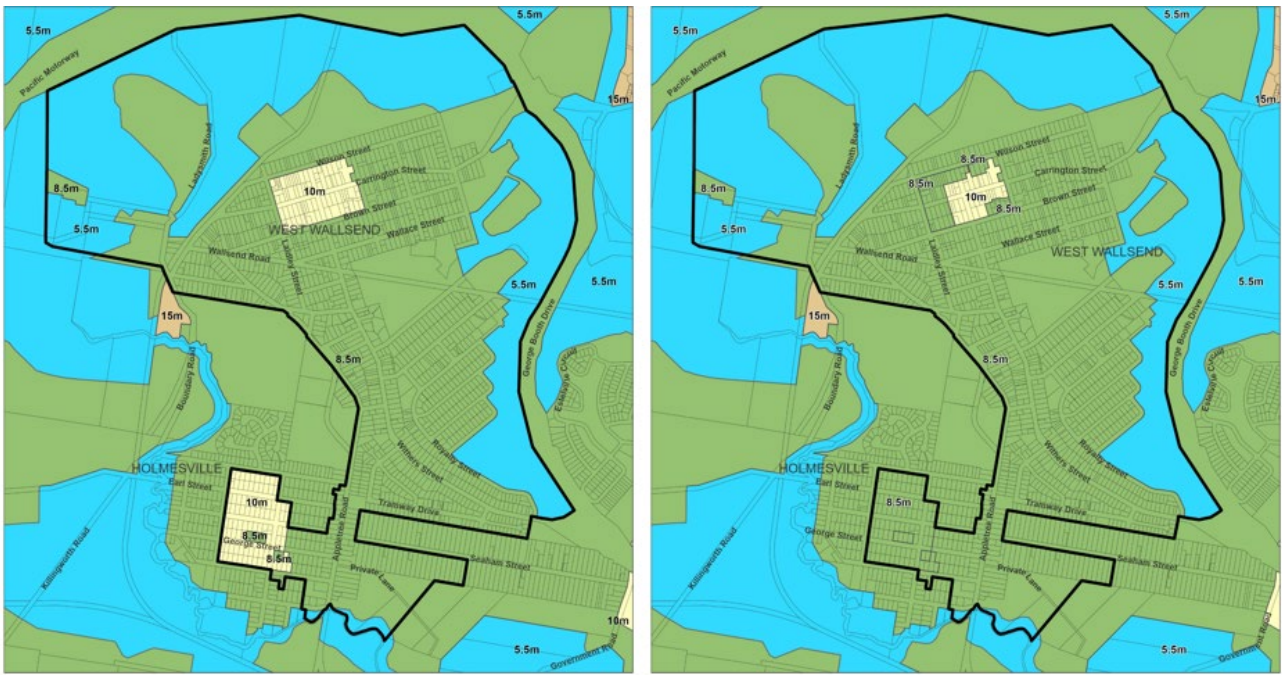 5.5m
5.5m
Pacific Motorway
15m
Ladysmith Road
Wilson Street
Carrington Street
8.5m
10m
Brown Street
WEST WALLSEND
Wallace Street
5.5m
Wallsend Road
Laidley Street
5.5m
5.5m
15m
George Booth Drive
8.5m
Boundary Road
Estelville Circuit
HOLMESVILLE
Earl Street
Withers Street
Royalty Street
10m
Tramway Drive
8.5m
George Street
8.5m
Appletree Road
Seaham Street
Killingworth Road
Private Lane
10m
5.5m
Government Road
5.5m
5.5m
Pacific Motorway
15m
Ladysmith Road
Wilson Street
8.5m
Carrington Street
8.5m
8.5m
10m
Brown Street
8.5m
Wallace Street
5.5m
WEST WALLSEND
Wallsend Road
Laidley Street
5.5m
5.5m
15m
George Booth Drive
8.5m
Boundary Road
Estelville Circuit
HOLMESVILLE
Earl Street
Withers Street
Royalty Street
8.5m
Tramway Drive
George Street
Appletree Road
Seaham Street
Killingworth Road
Private Lane
10m
5.5m
Government Road